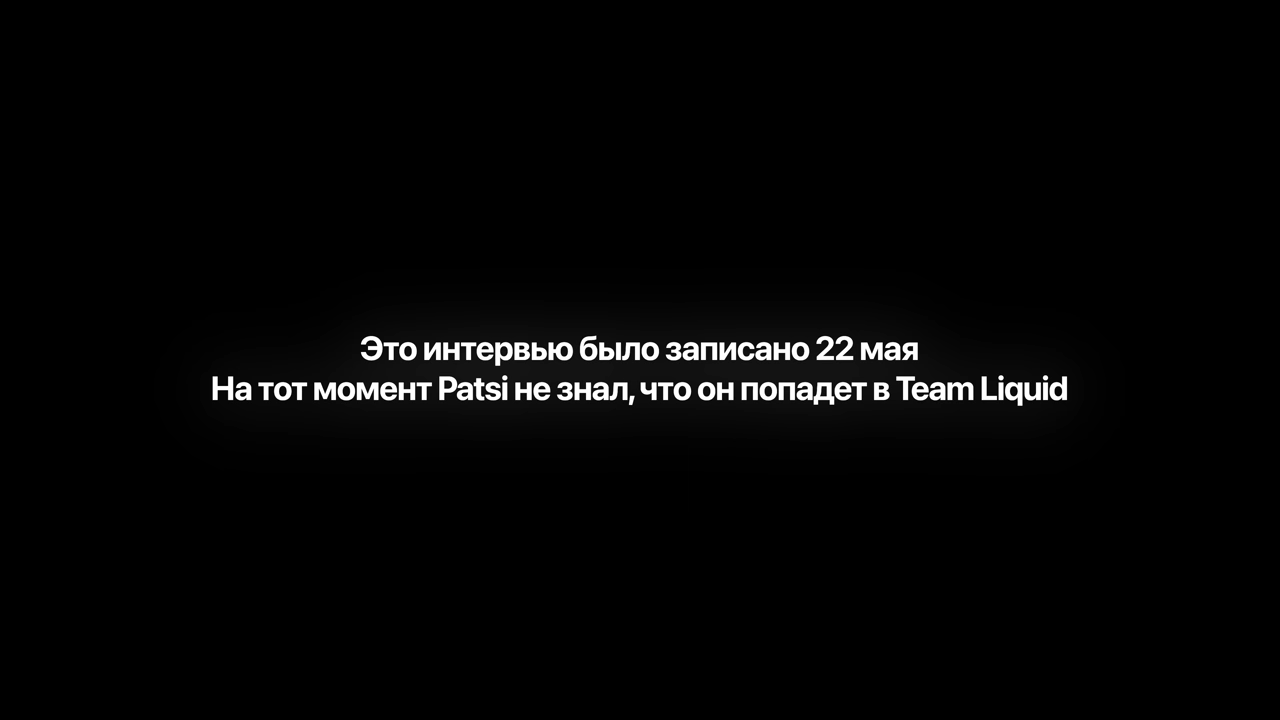 Это интервью было записано 22 мая
На тот момент Patsi не знал, что он попадет в Team Liquid